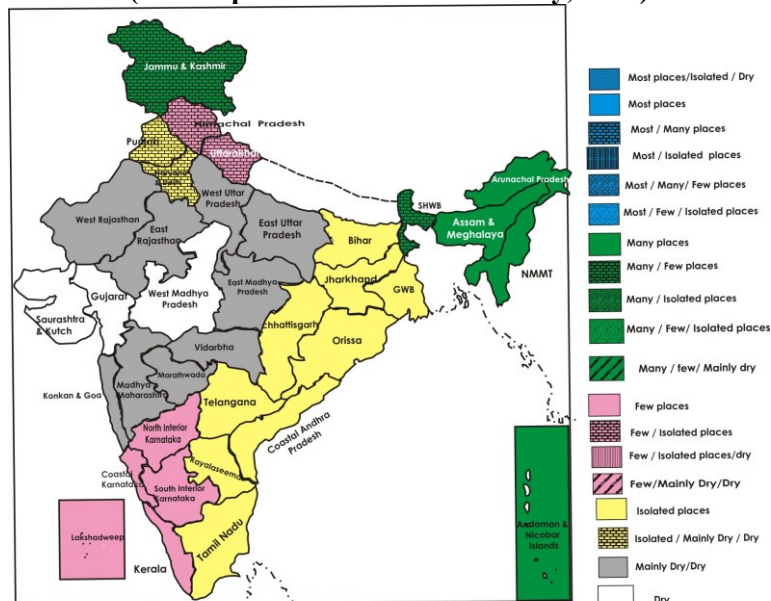 Jammu & Kashmir
Himachal Pradesh
Punjab
Uttarakhand
West Uttar
Pradesh
Arunachal Pradesh
West Rajasthan
East
Rajasthan
East Uttar
Pradesh
SHWB
Assam &
Meghalaya
Bihar
NMMT
Jharkhand
GWB
Gujarat
West Madhya
Pradesh
East Madhya
Pradesh
Saurashtra
& Kutch
Chhattisgarh
Orissa
Vidarbha
Konkan & Goa
Madhya
Maharashtra
Marathwada
Telangana
Coastal Andhra
Pradesh
North Interior
Karnataka
Rayalaseema
Coastal
Karnataka
South Interior
Karnataka
Lakshadweep
Kerala
Tamil Nadu
Andaman &
Nicobar
Islands
Most places/Isolated / Dry
Most places
Most / Many places
Most / Isolated places
Most / Many/ Few places
Most / Few / Isolated places
Many places
Many / Few places
Many / Isolated places
Many / Few/ Isolated places
Many / few/ Mainly dry
Few places
Few / Isolated places
Few / Isolated places/dry
Few/Mainly Dry/Dry
Isolated places
Isolated / Mainly Dry / Dry
Mainly Dry/Dry
Dry